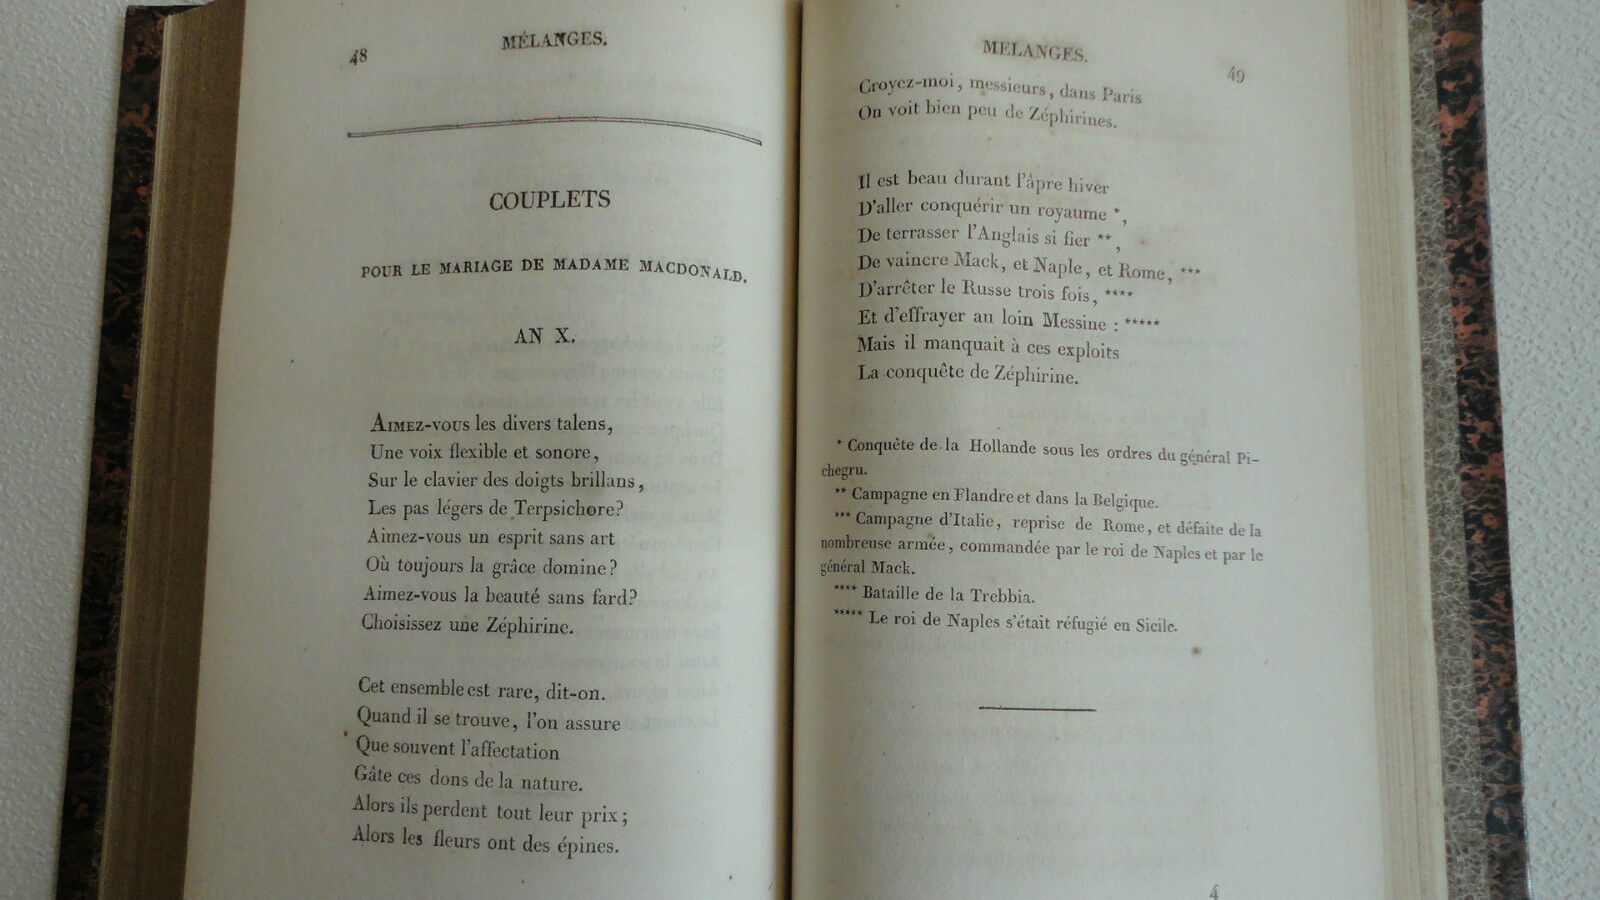 48
MÉLANGES.
COUPLETS
POUR LE MARIAGE DE MADAME MACDONALD.
AN X.
AIMEZ-VOUS les divers talens,
Une voix flexible et sonore,
Sur le clavier des doigts brillans,
Les pas légers de Terpsichore?
Aimez-vous un esprit sans art
Où toujours la grâce domine?
Aimez-vous la beauté sans fard?
Choisissez une Zéphirine.
Cet ensemble est rare, dit-on.
Quand il se trouve, l'on assure
Que souvent l'affectation
Gâte ces dons de la nature.
Alors ils perdent tout leur prix;
Alors les fleurs ont des épines.
MELANGES.
49
Croyez-moi, messieurs, dans Paris
On voit bien peu de Zéphirines.
Il est beau durant l'âpre hiver
D'aller conquérir un royaume *,
De terrasser l'Anglais si fier **,
De vaincre Mack, et Naple, et Rome, ***
D'arrêter le Russe trois fois, ****
Et d'effrayer au loin Messine : *****
Mais il manquait à ces exploits
La conquête de Zéphirine.
* Conquête de la Hollande sous les ordres du général Pi-
chegru.
** Campagne en Flandre et dans la Belgique.
*** Campagne d'Italie, reprise de Rome, et défaite de la
nombreuse armée, commandée par le roi de Naples et par le
général Mack.
**** Bataille de la Trebbia.
***** Le roi de Naples s'était réfugié en Sicile.
4